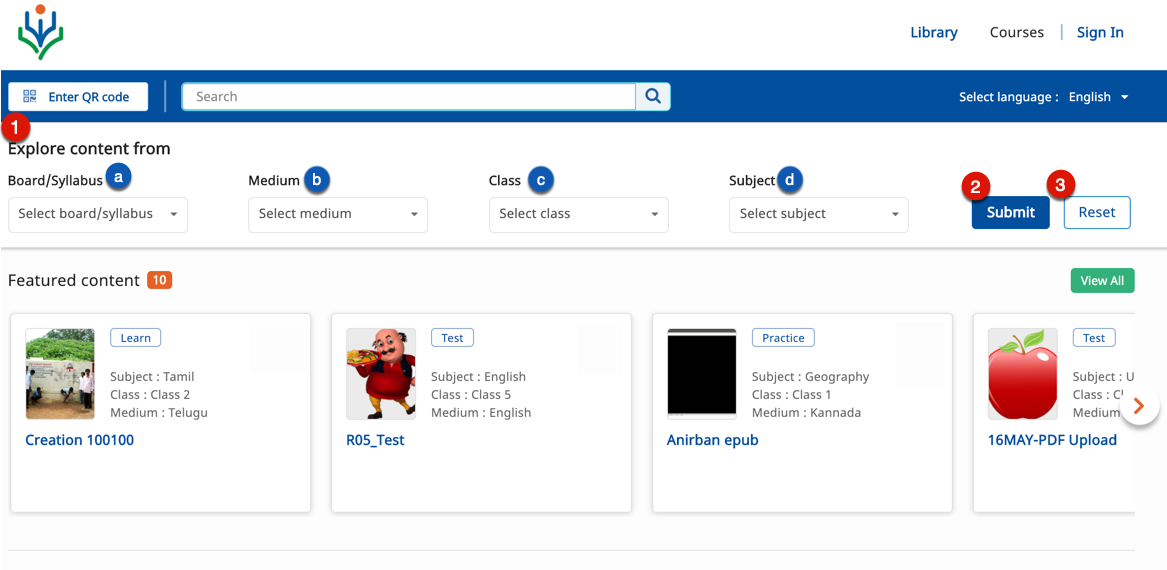 Library Courses Sign In
Enter QR code Search Select language : English
1
Explore content from
Board/Syllabus a Medium b Class c Subject d
Select board/syllabus Select medium Select class Select subject 2 Submit 3 Reset
Featured content 10 View All
Learn
Subject : Tamil
Class : Class 2
Medium : Telugu
Creation 100100
Test
Subject : English
Class : Class 5
Medium : English
R05_Test
Practice
Subject : Geography
Class : Class 1
Medium : Kannada
Anirban epub
Test
Subject : U
Class : Cl
Medium
16MAY-PDF Upload